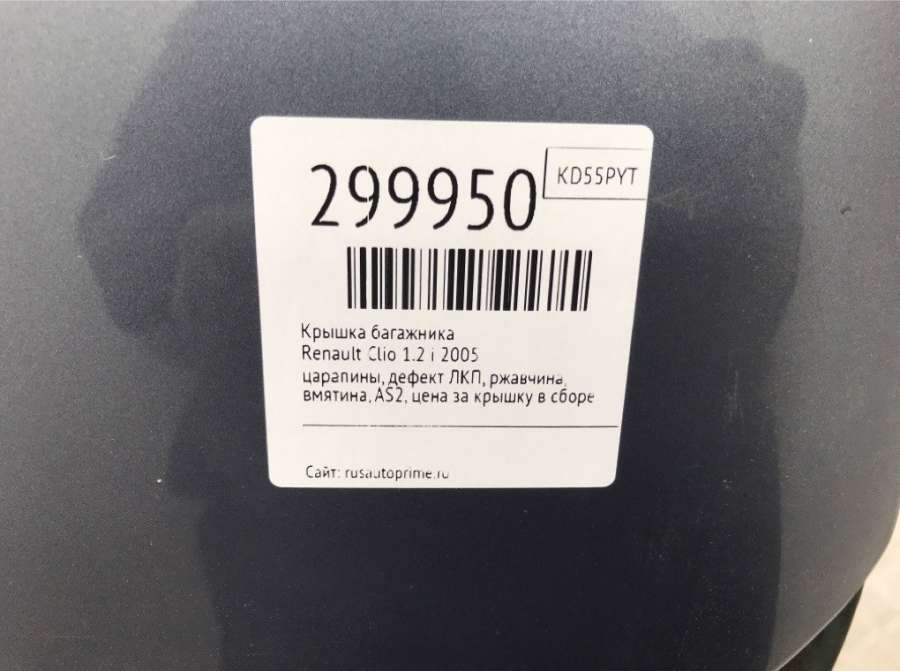 299950
KD55PYT
Крышка багажника
Renault Clio 1.2 i 2005
царапины, дефект ЛКП, ржавчина,
вмятина, AS2, цена за крышку в сборе
Сайт: rusautoprime.ru